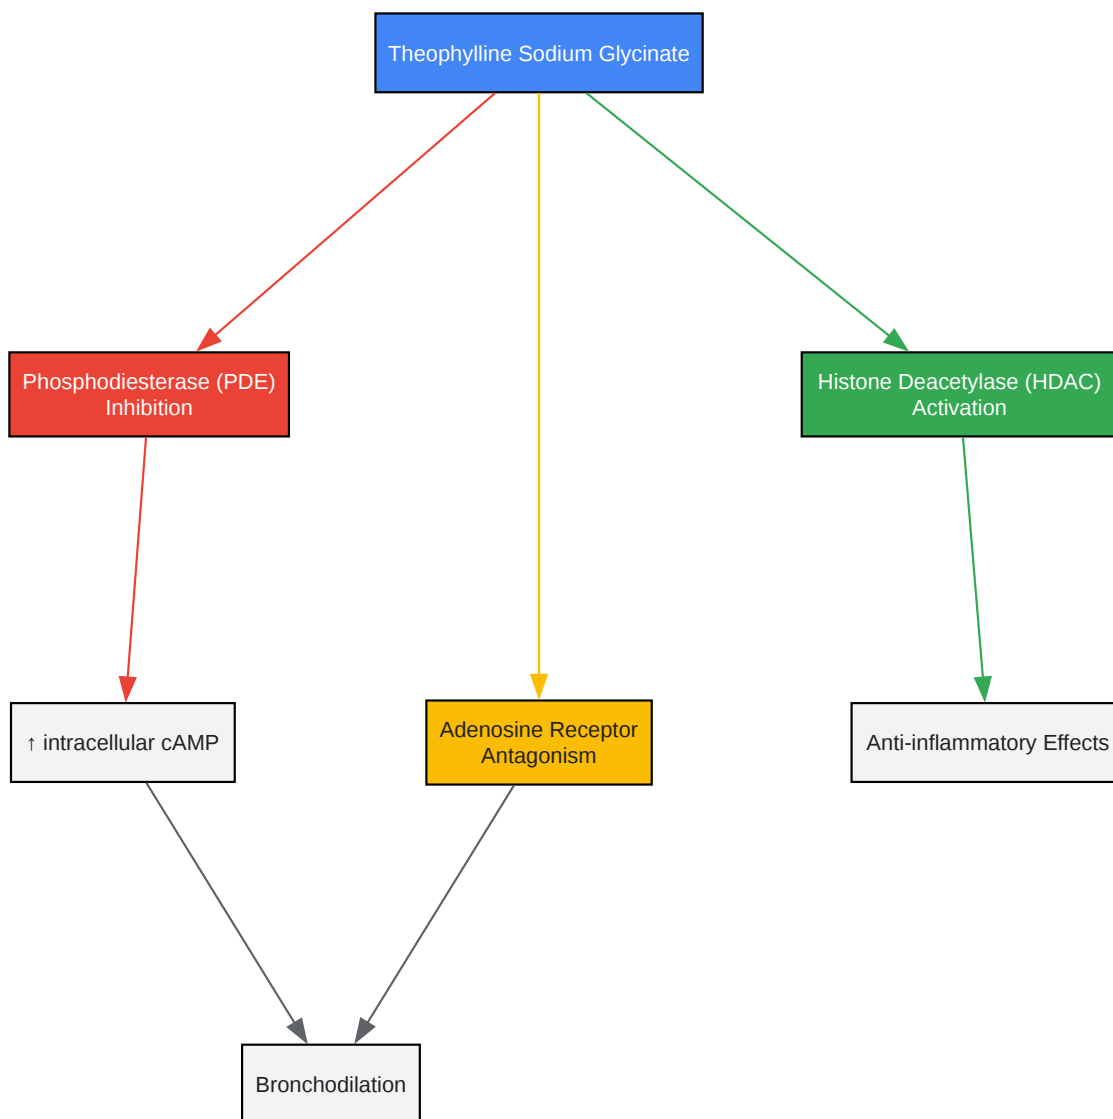 Theophylline Sodium Glycinate
Phosphodiesterase (PDE)
Inhibition
Histone Deacetylase (HDAC)
Activation
↑ intracellular cAMP
Adenosine Receptor
Antagonism
Anti-inflammatory Effects
Bronchodilation